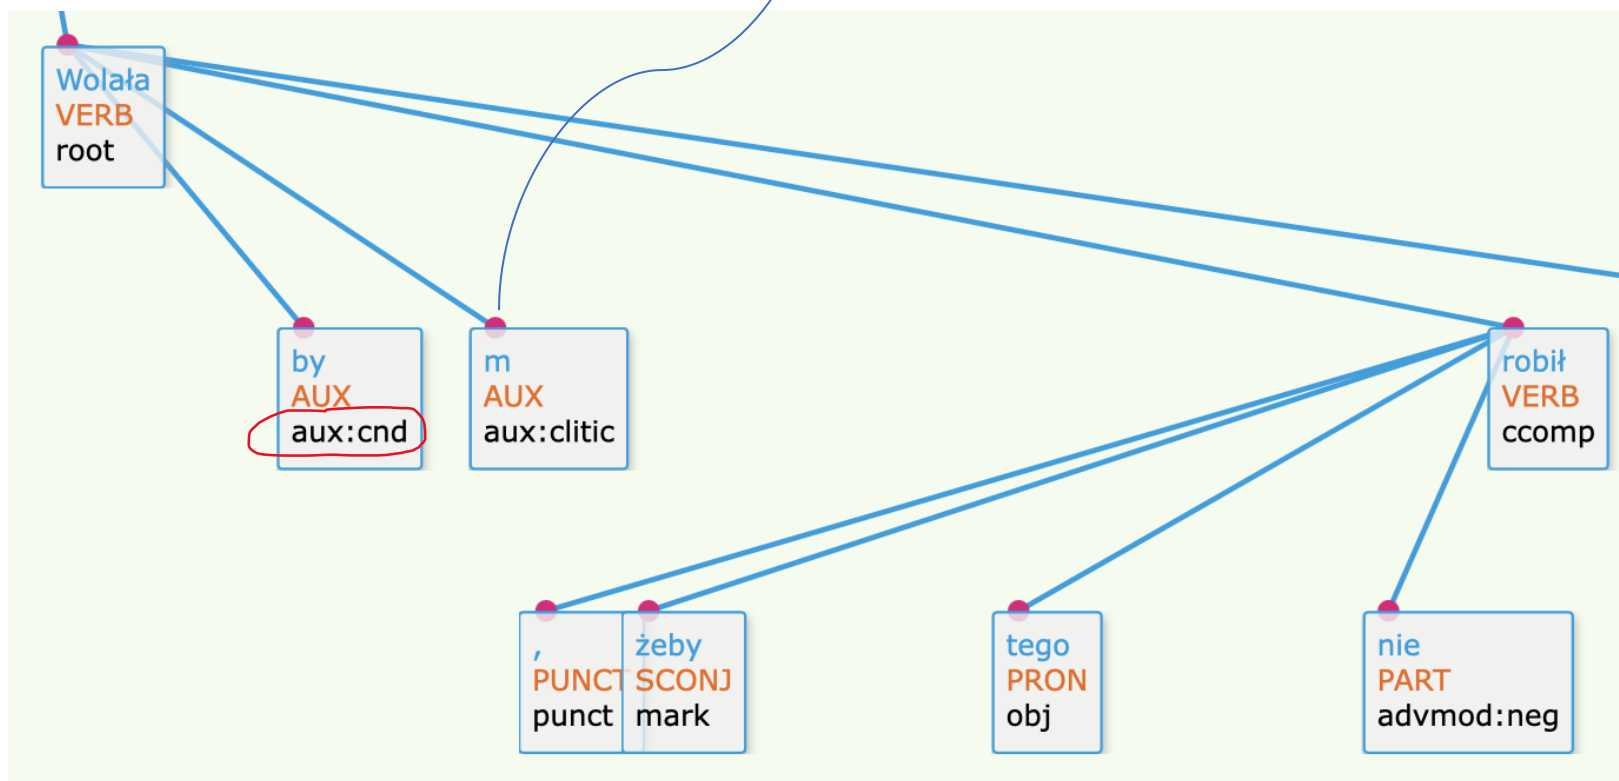 Wolała
VERB
root
by
AUX
aux:cnd
m
AUX
aux:clitic
robił
VERB
ccomp
,
PUNCT
punct
żeby
SCONJ
mark
tego
PRON
obj
nie
PART
advmod:neg